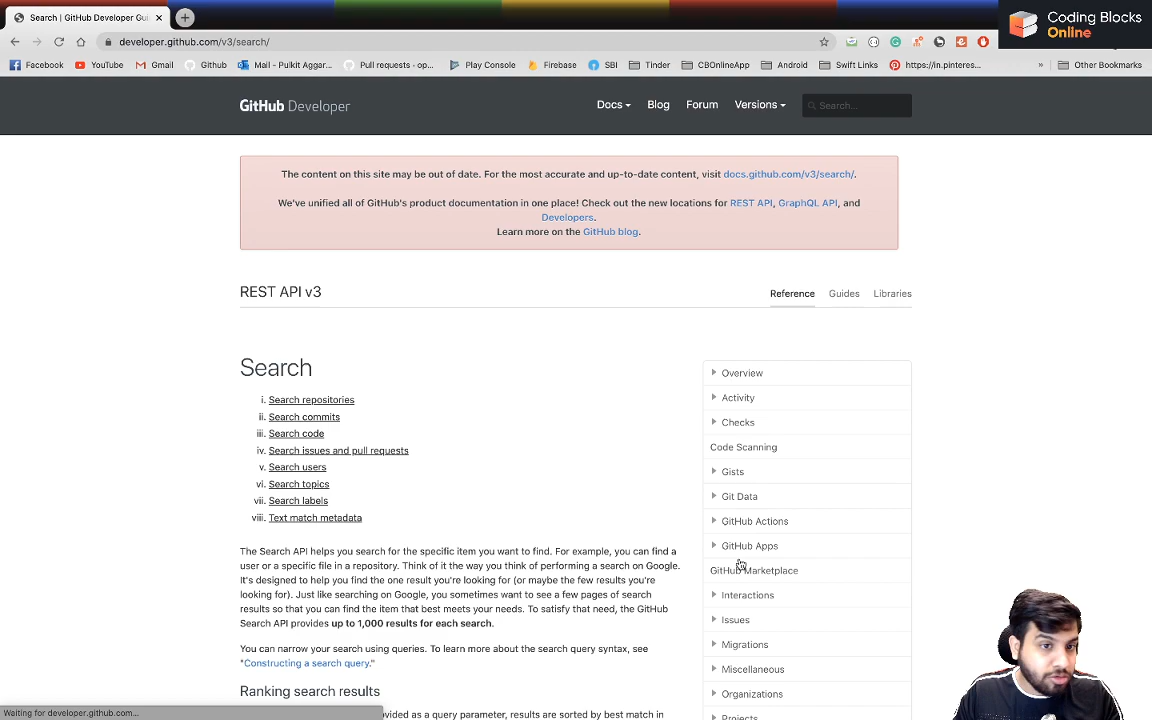 Search | GitHub Developer Gui
Coding Blocks
Online
developer.github.com/v3/search/
Facebook YouTube Gmail Github Mail - Pulkit Aggar... Pull requests - op... Play Console Firebase SBI Tinder CBOnlineApp Android Swift Links https://in.pinteres... » Other Bookmarks
GitHub Developer Docs Blog Forum Versions Search...
The content on this site may be out of date. For the most accurate and up-to-date content, visit docs.github.com/v3/search/.
We've unified all of GitHub's product documentation in one place! Check out the new locations for REST API, GraphQL API, and
Developers.
Learn more on the GitHub blog.
REST API v3 Reference Guides Libraries
Search
i. Search repositories
ii. Search commits
iii. Search code
iv. Search issues and pull requests
v. Search users
vi. Search topics
vii. Search labels
viii. Text match metadata
The Search API helps you search for the specific item you want to find. For example, you can find a
user or a specific file in a repository. Think of it the way you think of performing a search on Google.
It's designed to help you find the one result you're looking for (or maybe the few results you're
looking for). Just like searching on Google, you sometimes want to see a few pages of search
results so that you can find the item that best meets your needs. To satisfy that need, the GitHub
Search API provides up to 1,000 results for each search.
You can narrow your search using queries. To learn more about the search query syntax, see
"Constructing a search query."
Ranking search results
vided as a query parameter, results are sorted by best match in
Overview
Activity
Checks
Code Scanning
Gists
Git Data
GitHub Actions
GitHub Apps
GitHub Marketplace
Interactions
Issues
Migrations
Miscellaneous
Organizations
Projects
Waiting for developer.github.com...